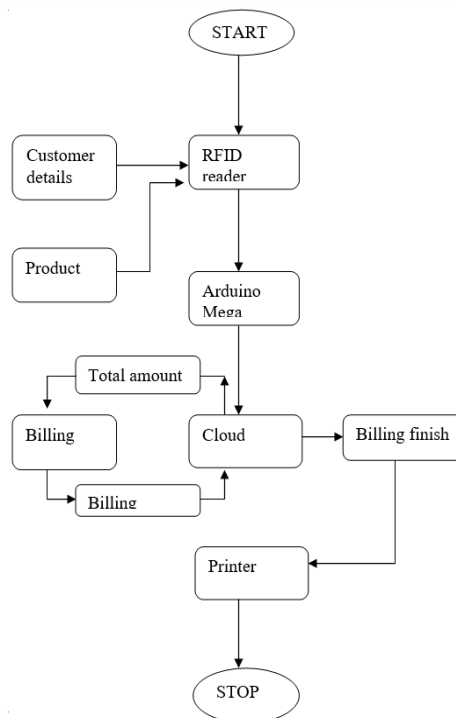 START
Customer
details
RFID
reader
Product
Arduino
Mega
Total amount
Billing
Cloud
Billing finish
Billing
Printer
STOP